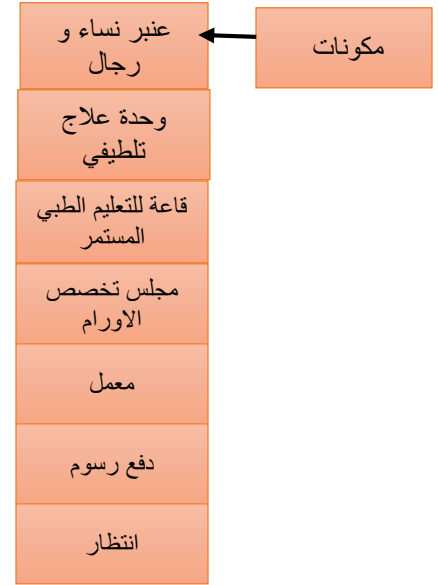 مكونات
عنبر نساء و
رجال
وحدة علاج
تلطيفي
قاعة للتعليم الطبي
المستمر
مجلس تخصص
الاورام
معمل
دفع رسوم
انتظار